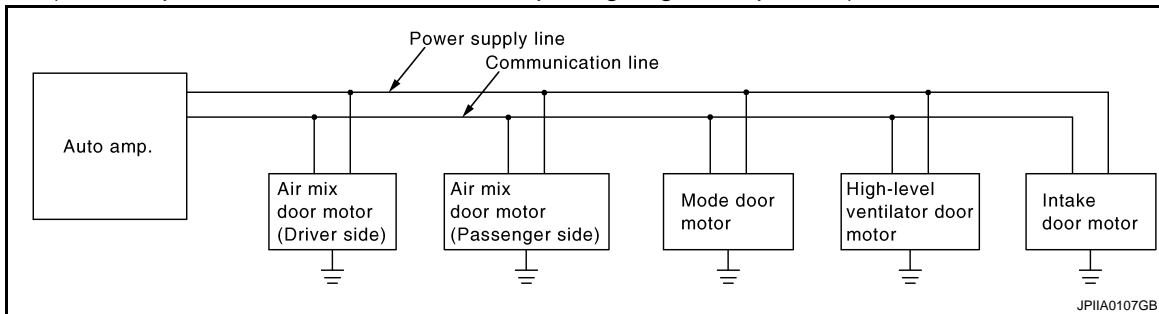 Power supply line
Communication line
Auto amp.
Air mix
door motor
(Driver side)
Air mix
door motor
(Passenger side)
Mode door
motor
High-level
ventilator door
motor
Intake
door motor
JPIIA0107GB